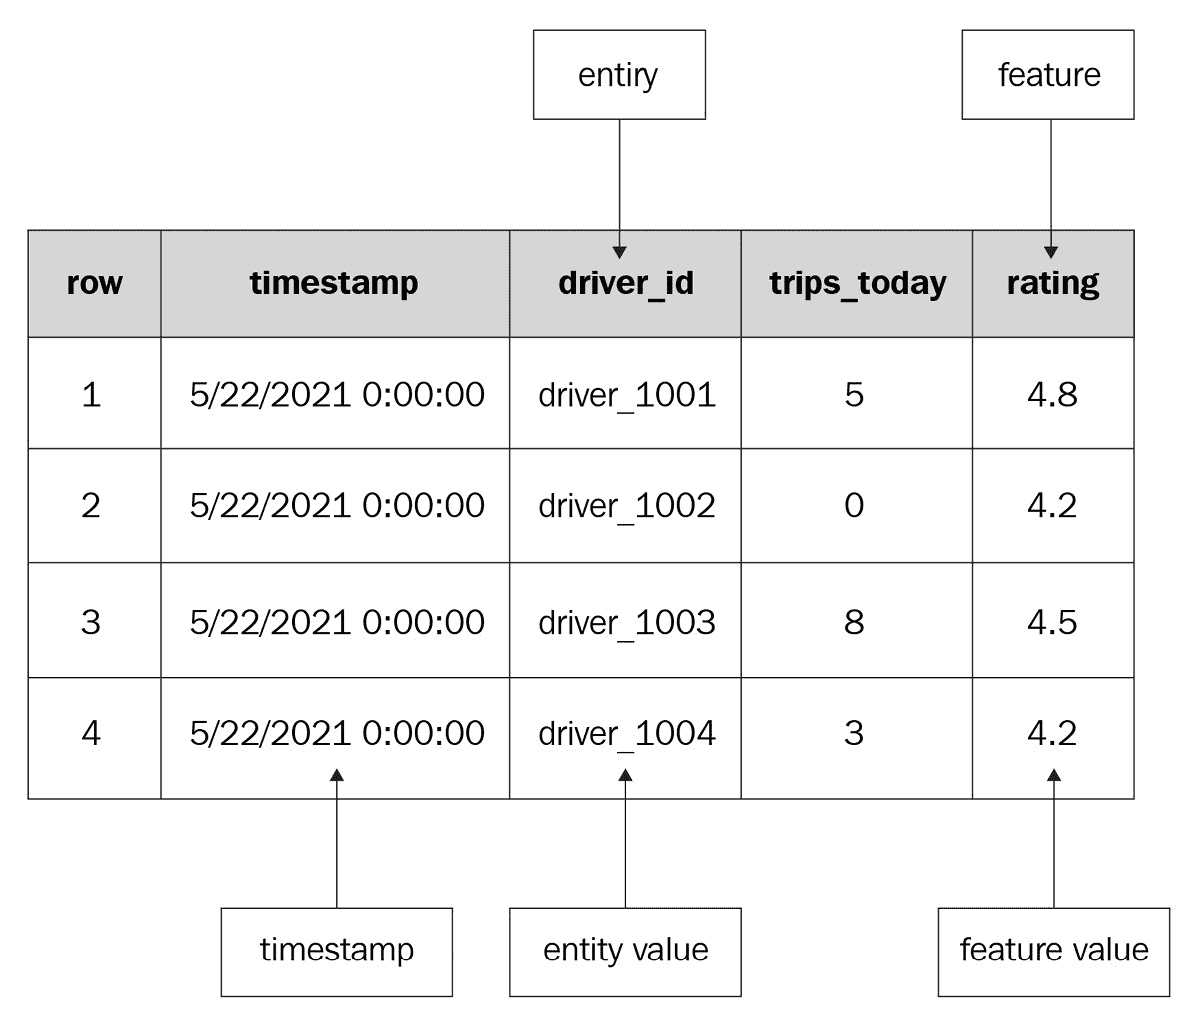 entiry feature
row timestamp driver_id trips_today rating
1 5/22/2021 0:00:00 driver_1001 5 4.8
2 5/22/2021 0:00:00 driver_1002 0 4.2
3 5/22/2021 0:00:00 driver_1003 8 4.5
4 5/22/2021 0:00:00 driver_1004 3 4.2
timestamp entity value feature value